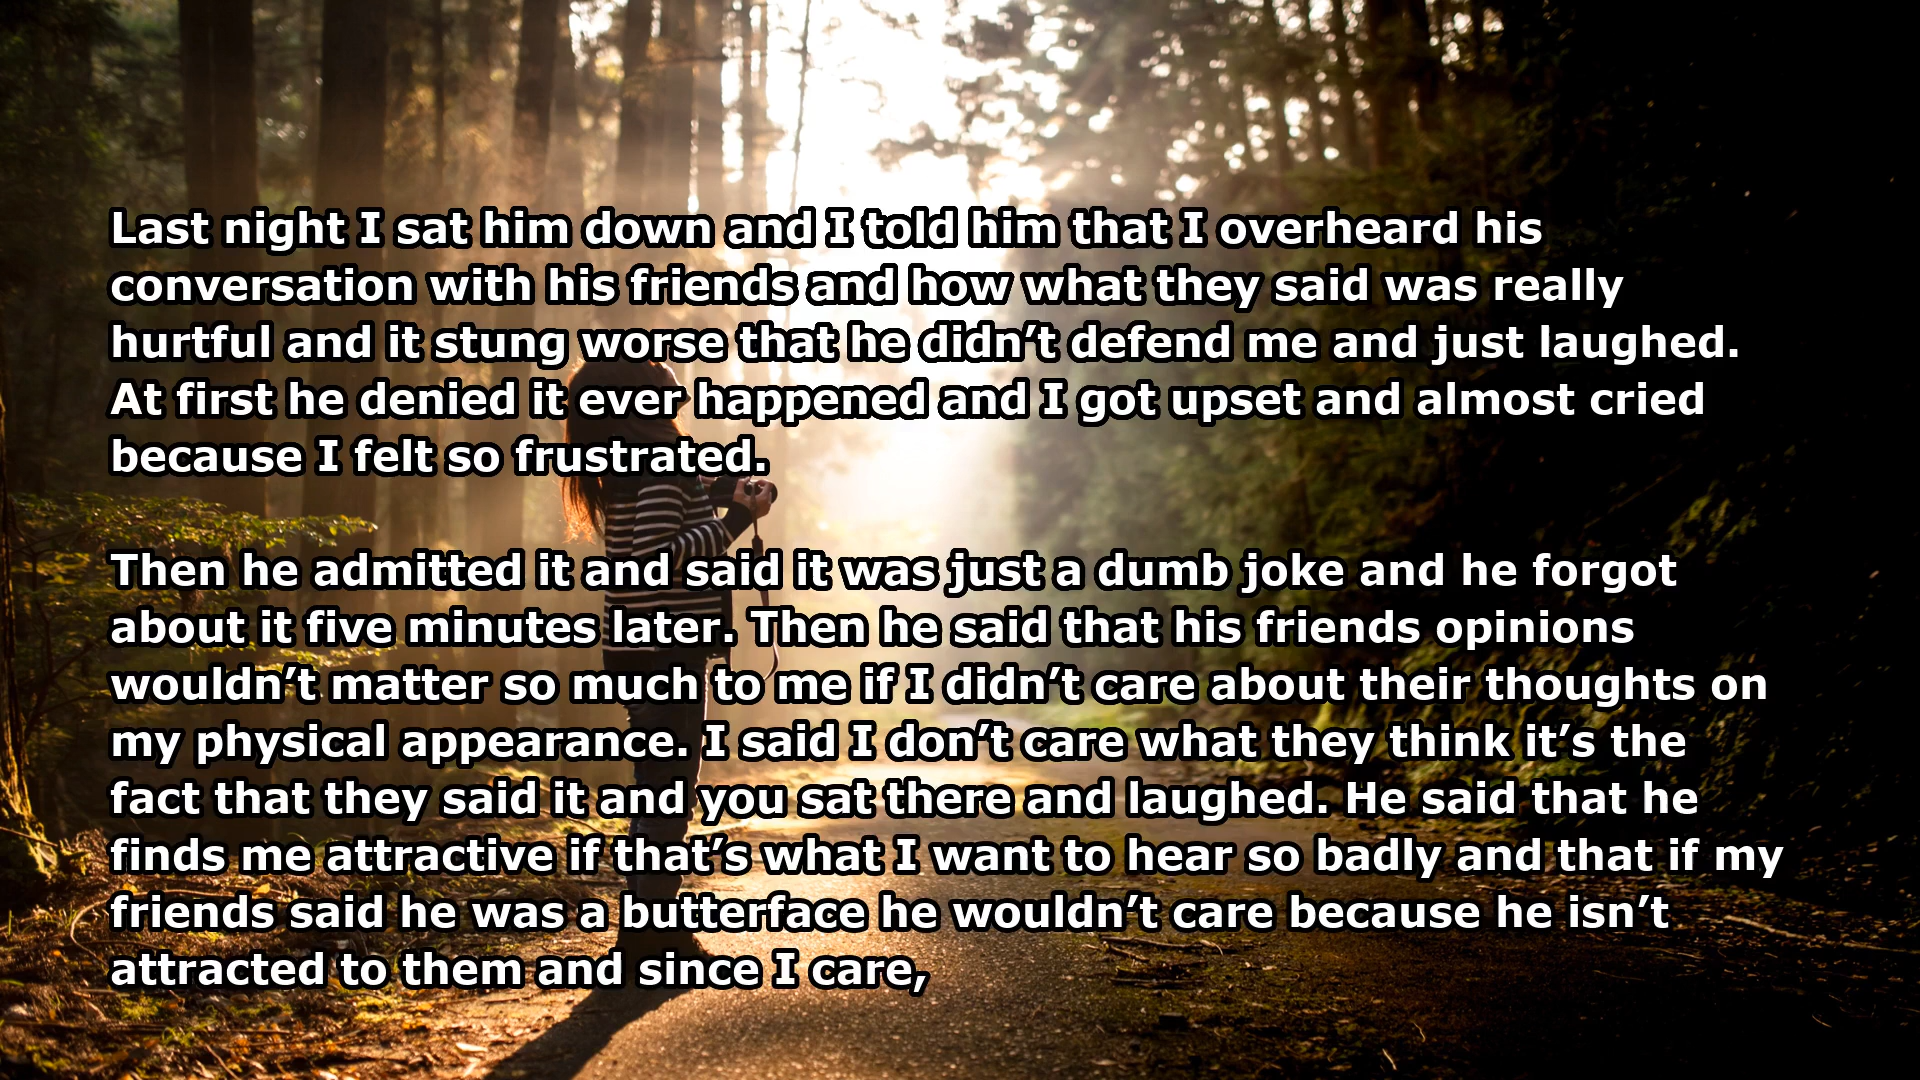 Last night I sat him down and I told him that I overheard his
conversation with his friends and how what they said was really
hurtful and it stung worse that he didn’t defend me and just laughed.
At first he denied it ever happened and I got upset and almost cried
because I felt so frustrated.
Then he admitted it and said it was just a dumb joke and he forgot
about it five minutes later. Then he said that his friends opinions
wouldn’t matter so much to me if I didn’t care about their thoughts on
my physical appearance. I said I don’t care what they think it’s the
fact that they said it and you sat there and laughed. He said that he
finds me attractive if that’s what I want to hear so badly and that if my
friends said he was a butterface he wouldn’t care because he isn’t
attracted to them and since I care,